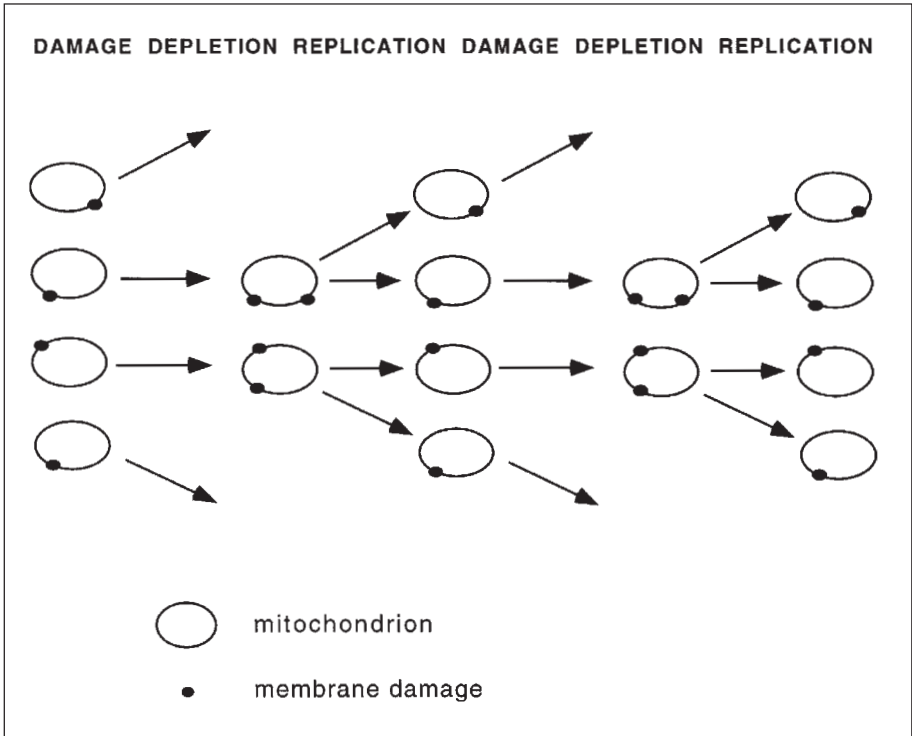 DAMAGE DEPLETION REPLICATION DAMAGE DEPLETION REPLICATION
mitochondrion
membrane damage